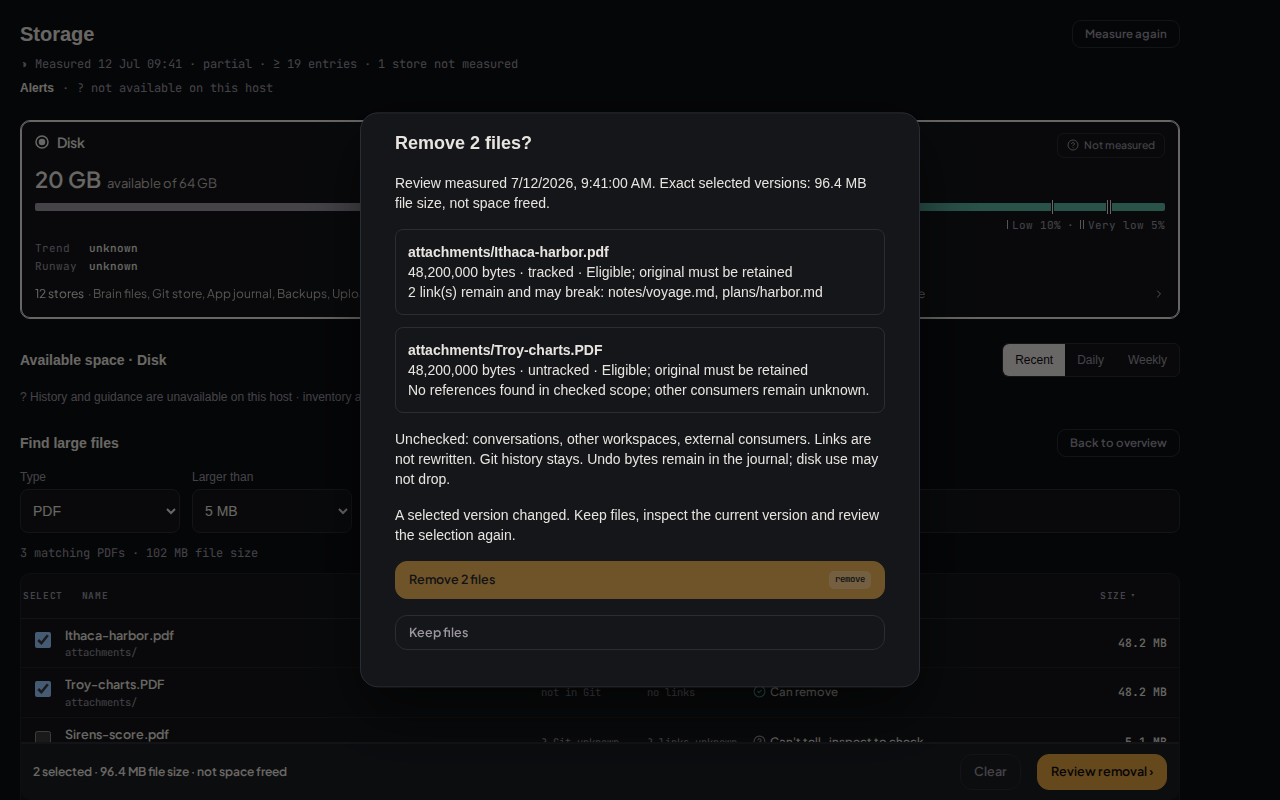 Storage
Measure again
Measured 12 Jul 09:41 · partial · ≥ 19 entries · 1 store not measured
Alerts · ? not available on this host
Disk
Not measured
20 GB available of 64 GB
Low 10% · Very low 5%
Trend unknown
Runway unknown
12 stores · Brain files, Git store, App journal, Backups,
Available space · Disk
Recent
Daily
Weekly
? History and guidance are unavailable on this host · inventory
Find large files
Back to overview
Type
Larger than
PDF
5 MB
3 matching PDFs · 102 MB file size
SELECT NAME SIZE
Ithaca-harbor.pdf
attachments/
48.2 MB
Troy-charts.PDF
attachments/
not in Git
no links
Can remove
48.2 MB
Sirens-score.pdf
? Git unknown
? links unknown
Can't tell · inspect to check
5.1 MB
2 selected · 96.4 MB file size · not space freed
Clear
Review removal ›
Remove 2 files?
Review measured 7/12/2026, 9:41:00 AM. Exact selected versions: 96.4 MB
file size, not space freed.
attachments/Ithaca-harbor.pdf
48,200,000 bytes · tracked · Eligible; original must be retained
2 link(s) remain and may break: notes/voyage.md, plans/harbor.md
attachments/Troy-charts.PDF
48,200,000 bytes · untracked · Eligible; original must be retained
No references found in checked scope; other consumers remain unknown.
Unchecked: conversations, other workspaces, external consumers. Links are
not rewritten. Git history stays. Undo bytes remain in the journal; disk use may
not drop.
A selected version changed. Keep files, inspect the current version and review
the selection again.
Remove 2 files
remove
Keep files